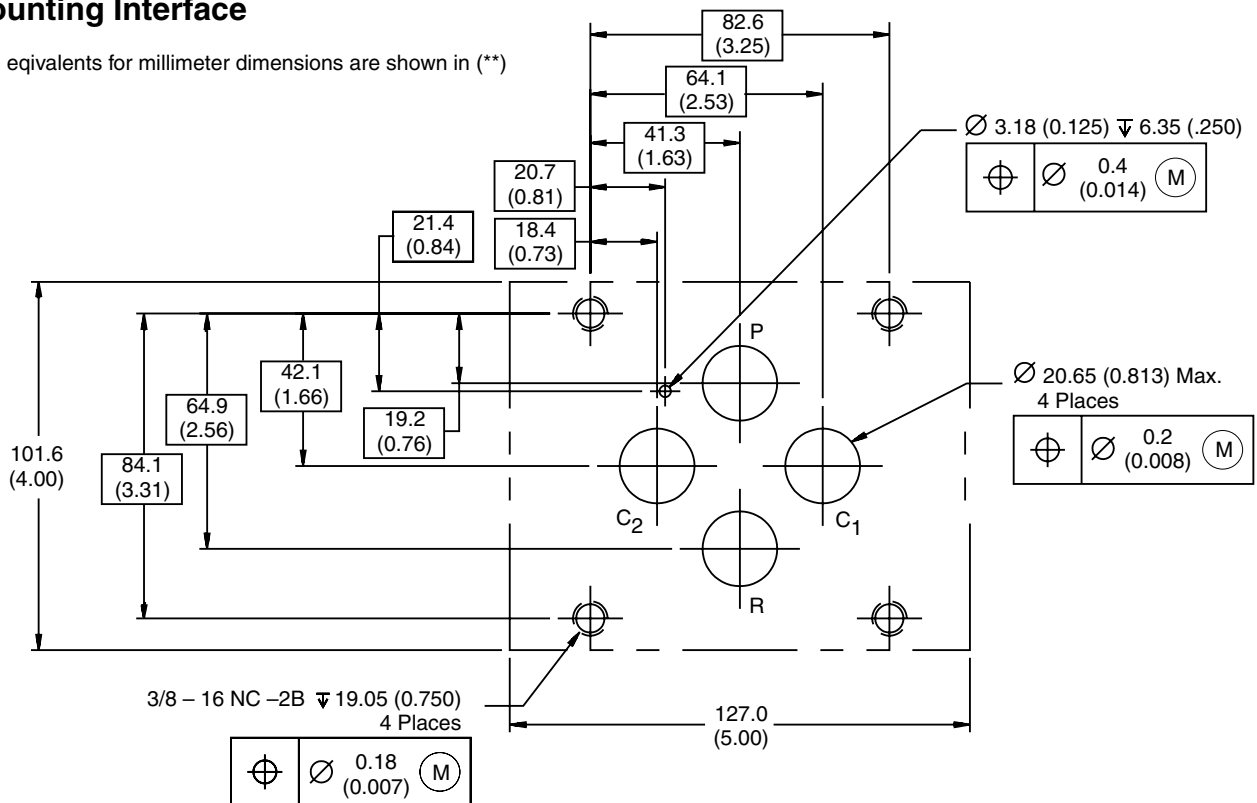 ounting Interface
eqivalents for millimeter dimensions are shown in (**)
82.6
(3.25)
64.1
(2.53)
41.3
(1.63)
20.7
(0.81)
18.4
(0.73)
21.4
(0.84)
⌀ 3.18 (0.125) ↧ 6.35 (.250)
⌖ ⌀ 0.4 (0.014) Ⓜ
42.1
(1.66)
64.9
(2.56)
19.2
(0.76)
101.6
(4.00)
84.1
(3.31)
P
C2
C1
R
⌀ 20.65 (0.813) Max.
4 Places
⌖ ⌀ 0.2 (0.008) Ⓜ
3/8 – 16 NC –2B ↧ 19.05 (0.750)
4 Places
⌖ ⌀ 0.18 (0.007) Ⓜ
127.0
(5.00)